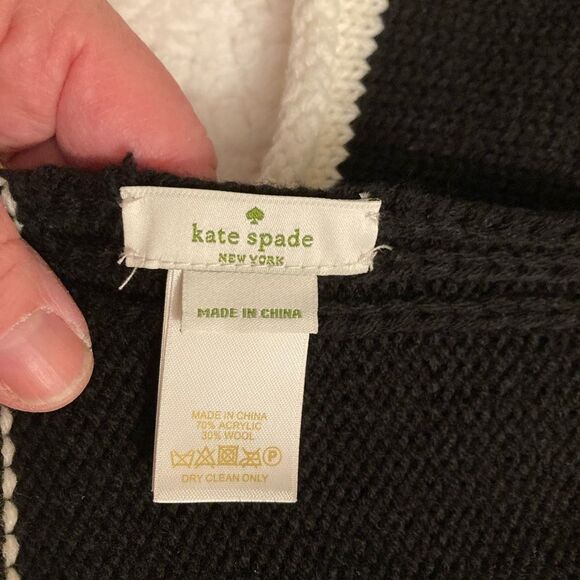 kate spade
NEW YORK
MADE IN CHINA
MADE IN CHINA
70% ACRYLIC
30% WOOL
P
DRY CLEAN ONLY